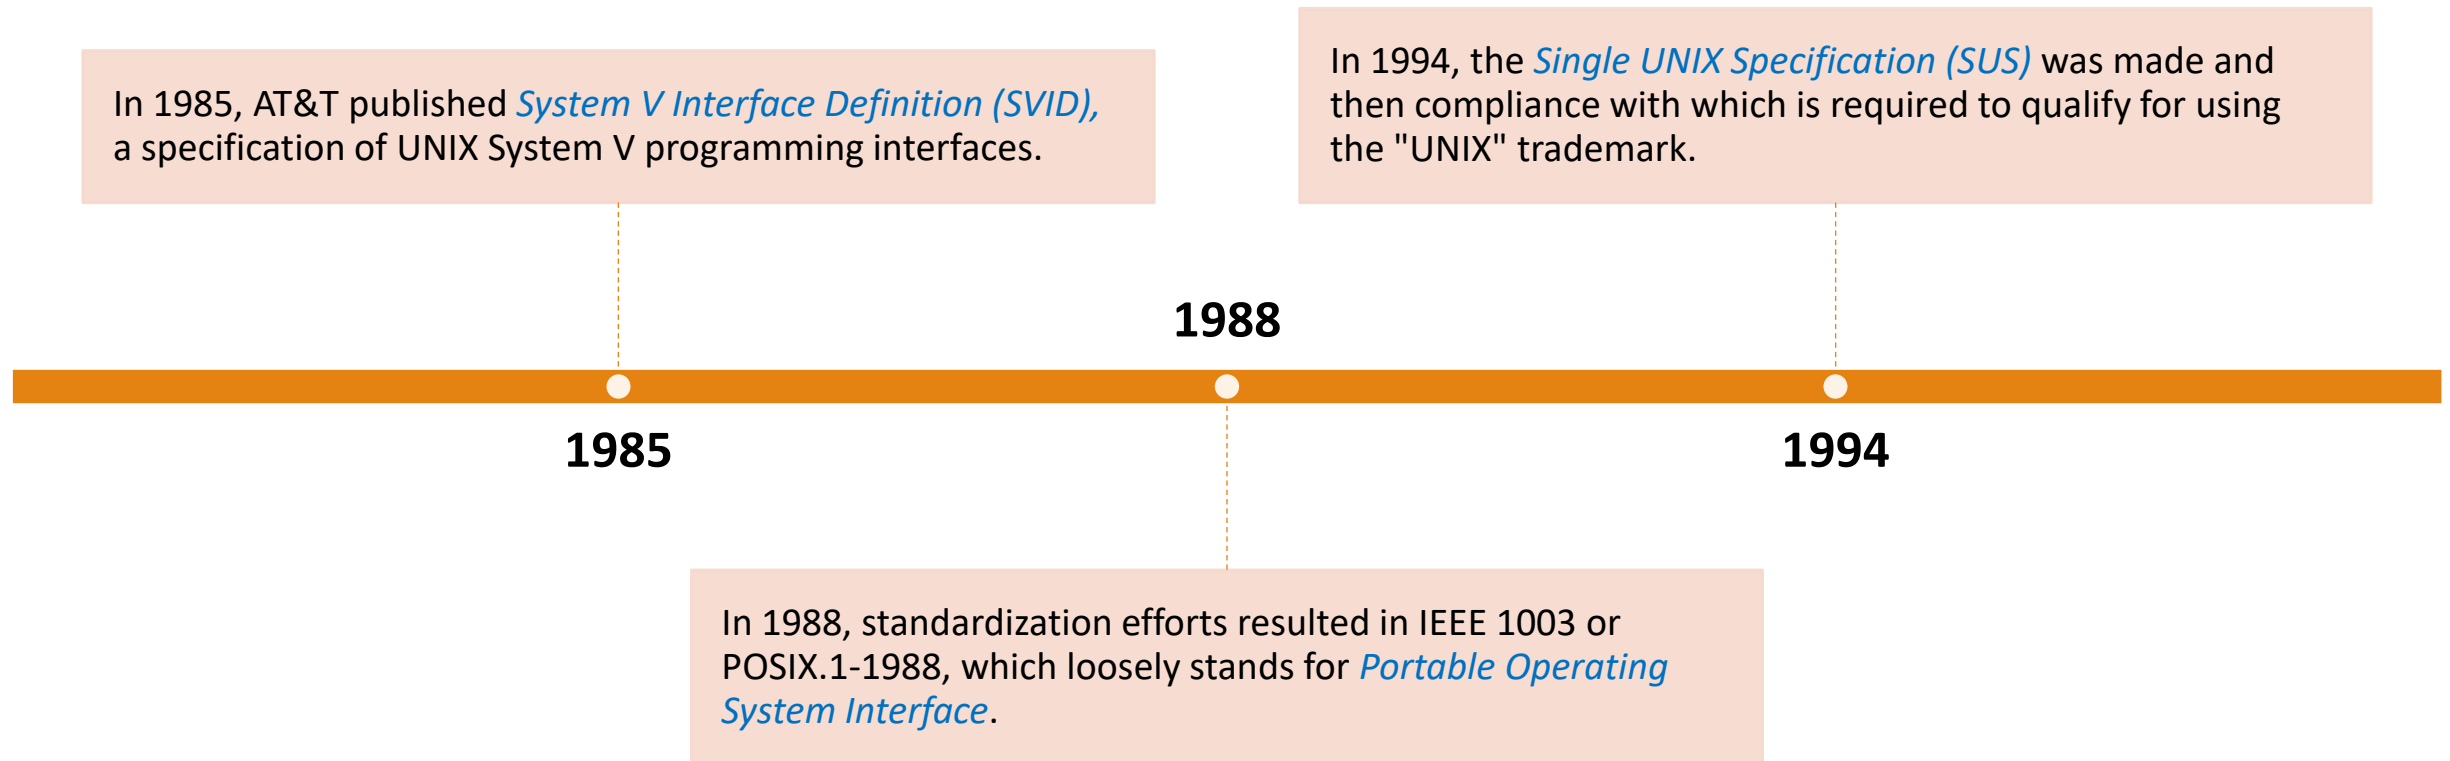 In 1985, AT&T published System V Interface Definition (SVID),
a specification of UNIX System V programming interfaces.
In 1994, the Single UNIX Specification (SUS) was made and
then compliance with which is required to qualify for using
the "UNIX" trademark.
1988
1985
1994
In 1988, standardization efforts resulted in IEEE 1003 or
POSIX.1-1988, which loosely stands for Portable Operating
System Interface.